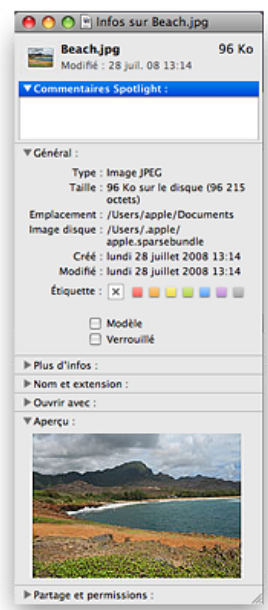 Infos sur Beach.jpg
Beach.jpg 96 Ko
Modifié : 28 juil. 08 13:14
Commentaires Spotlight :
Général :
Type : Image JPEG
Taille : 96 Ko sur le disque (96 215
octets)
Emplacement : /Users/apple/Documents
Image disque : /Users/.apple/
apple.sparsebundle
Créé : lundi 28 juillet 2008 13:14
Modifié : lundi 28 juillet 2008 13:14
Étiquette :
Modèle
Verrouillé
Plus d'infos :
Nom et extension :
Ouvrir avec :
Aperçu :
Partage et permissions :